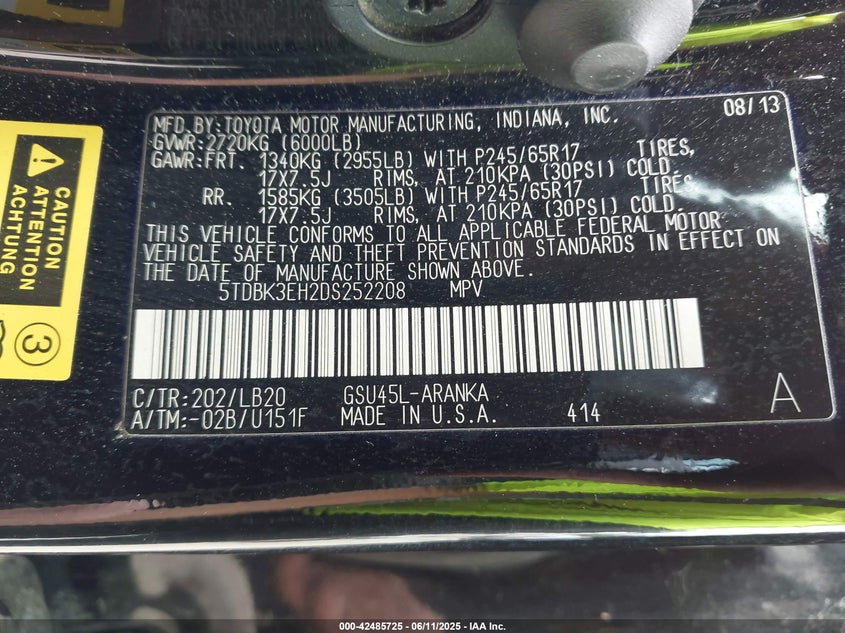 MFD.BY:TOYOTA MOTOR MANUFACTURING, INDIANA, INC. 08/13
GVWR:2720KG (6000LB)
GAWR:FRT. 1340KG (2955LB) WITH P245/65R17 TIRES,
17X7.5J RIMS, AT 210KPA (30PSI) COLD.
RR. 1585KG (3505LB) WITH P245/65R17 TIRES,
17X7.5J RIMS, AT 210KPA (30PSI) COLD.
THIS VEHICLE CONFORMS TO ALL APPLICABLE FEDERAL MOTOR
VEHICLE SAFETY AND THEFT PREVENTION STANDARDS IN EFFECT ON
THE DATE OF MANUFACTURE SHOWN ABOVE.
5TDBK3EH2DS252208 MPV
C/TR:202/LB20 GSU45L-ARANKA
A/TM:-02B/U151F MADE IN U.S.A. 414 A
CAUTION
ATTENTION
ACHTUNG
3
000-42485725 - 06/11/2025 - IAA Inc.